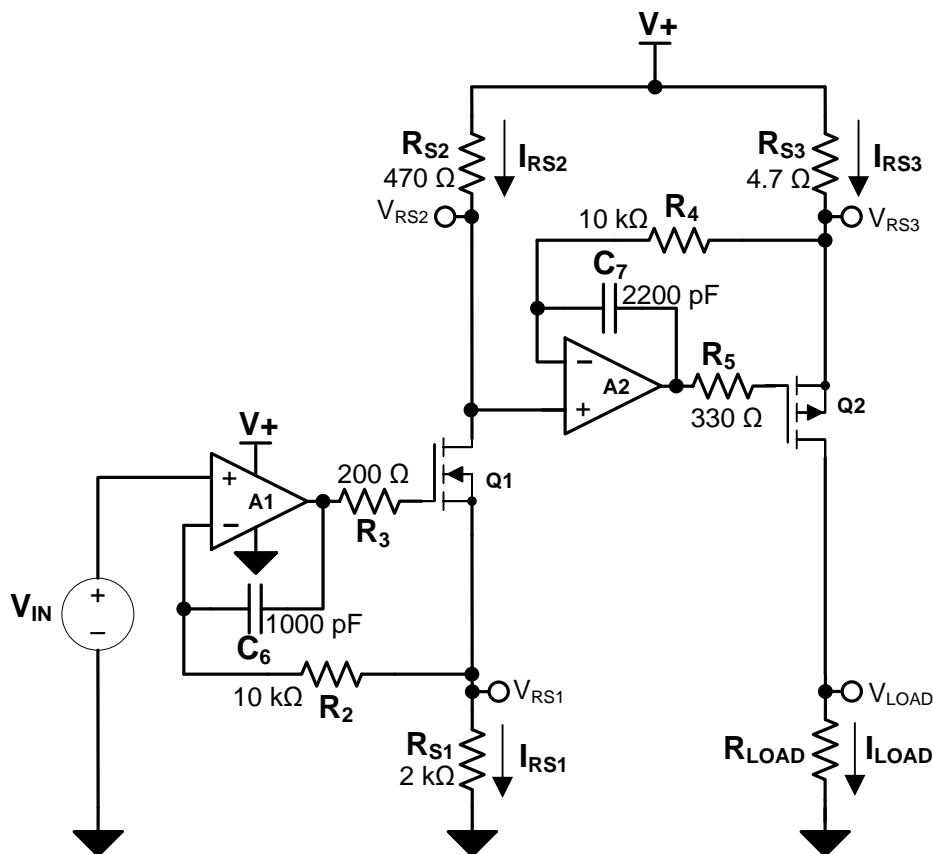 V+
RS2
470 Ω
IRS2
RS3
4.7 Ω
IRS3
VRS2
VRS3
10 kΩ
R4
C7
2200 pF
−
A2
+
R5
330 Ω
Q2
V+
+
A1
−
200 Ω
R3
Q1
VIN
+
−
1000 pF
C6
10 kΩ
R2
VRS1
VLOAD
RS1
2 kΩ
IRS1
RLOAD
ILOAD